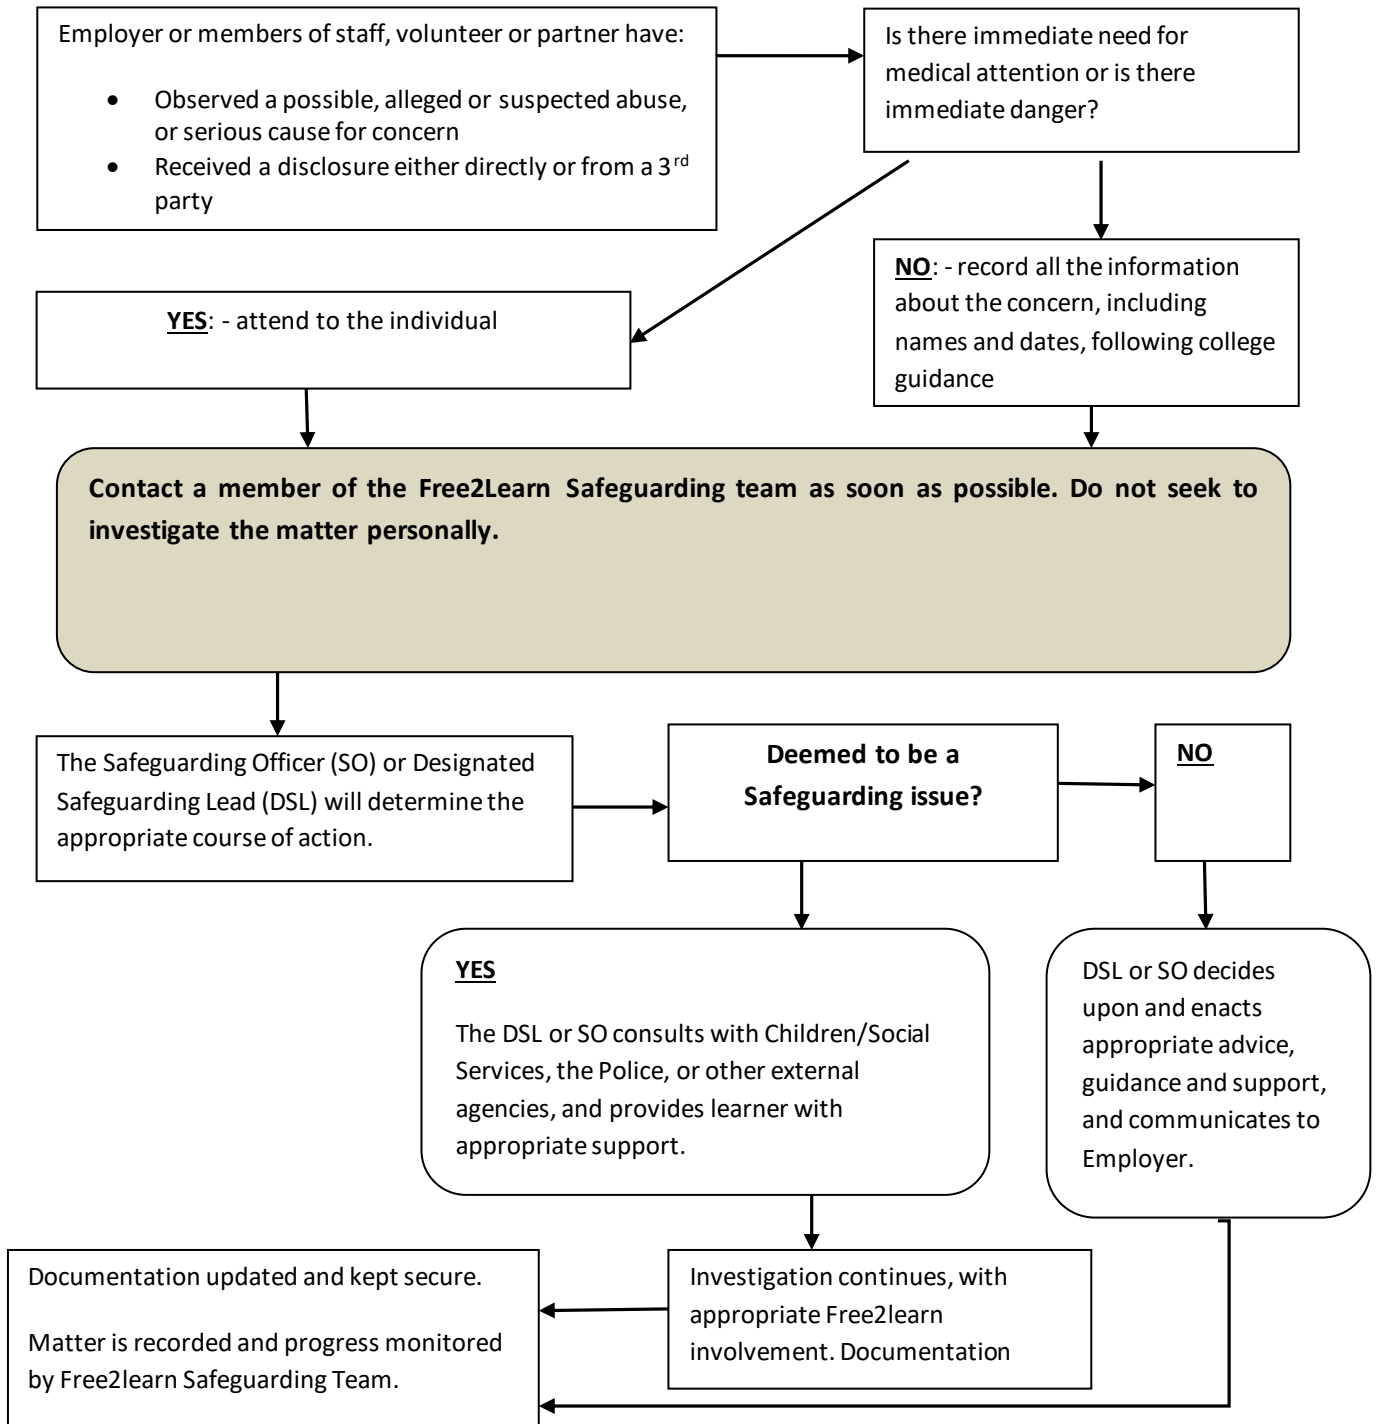 Employer or members of staff, volunteer or partner have:
• Observed a possible, alleged or suspected abuse,
or serious cause for concern
• Received a disclosure either directly or from a 3rd
party
Is there immediate need for
medical attention or is there
immediate danger?
YES: - attend to the individual
NO: - record all the information
about the concern, including
names and dates, following college
guidance
Contact a member of the Free2Learn Safeguarding team as soon as possible. Do not seek to
investigate the matter personally.
The Safeguarding Officer (SO) or Designated
Safeguarding Lead (DSL) will determine the
appropriate course of action.
Deemed to be a
Safeguarding issue?
NO
YES
The DSL or SO consults with Children/Social
Services, the Police, or other external
agencies, and provides learner with
appropriate support.
DSL or SO decides
upon and enacts
appropriate advice,
guidance and support,
and communicates to
Employer.
Documentation updated and kept secure.
Matter is recorded and progress monitored
by Free2learn Safeguarding Team.
Investigation continues, with
appropriate Free2learn
involvement. Documentation